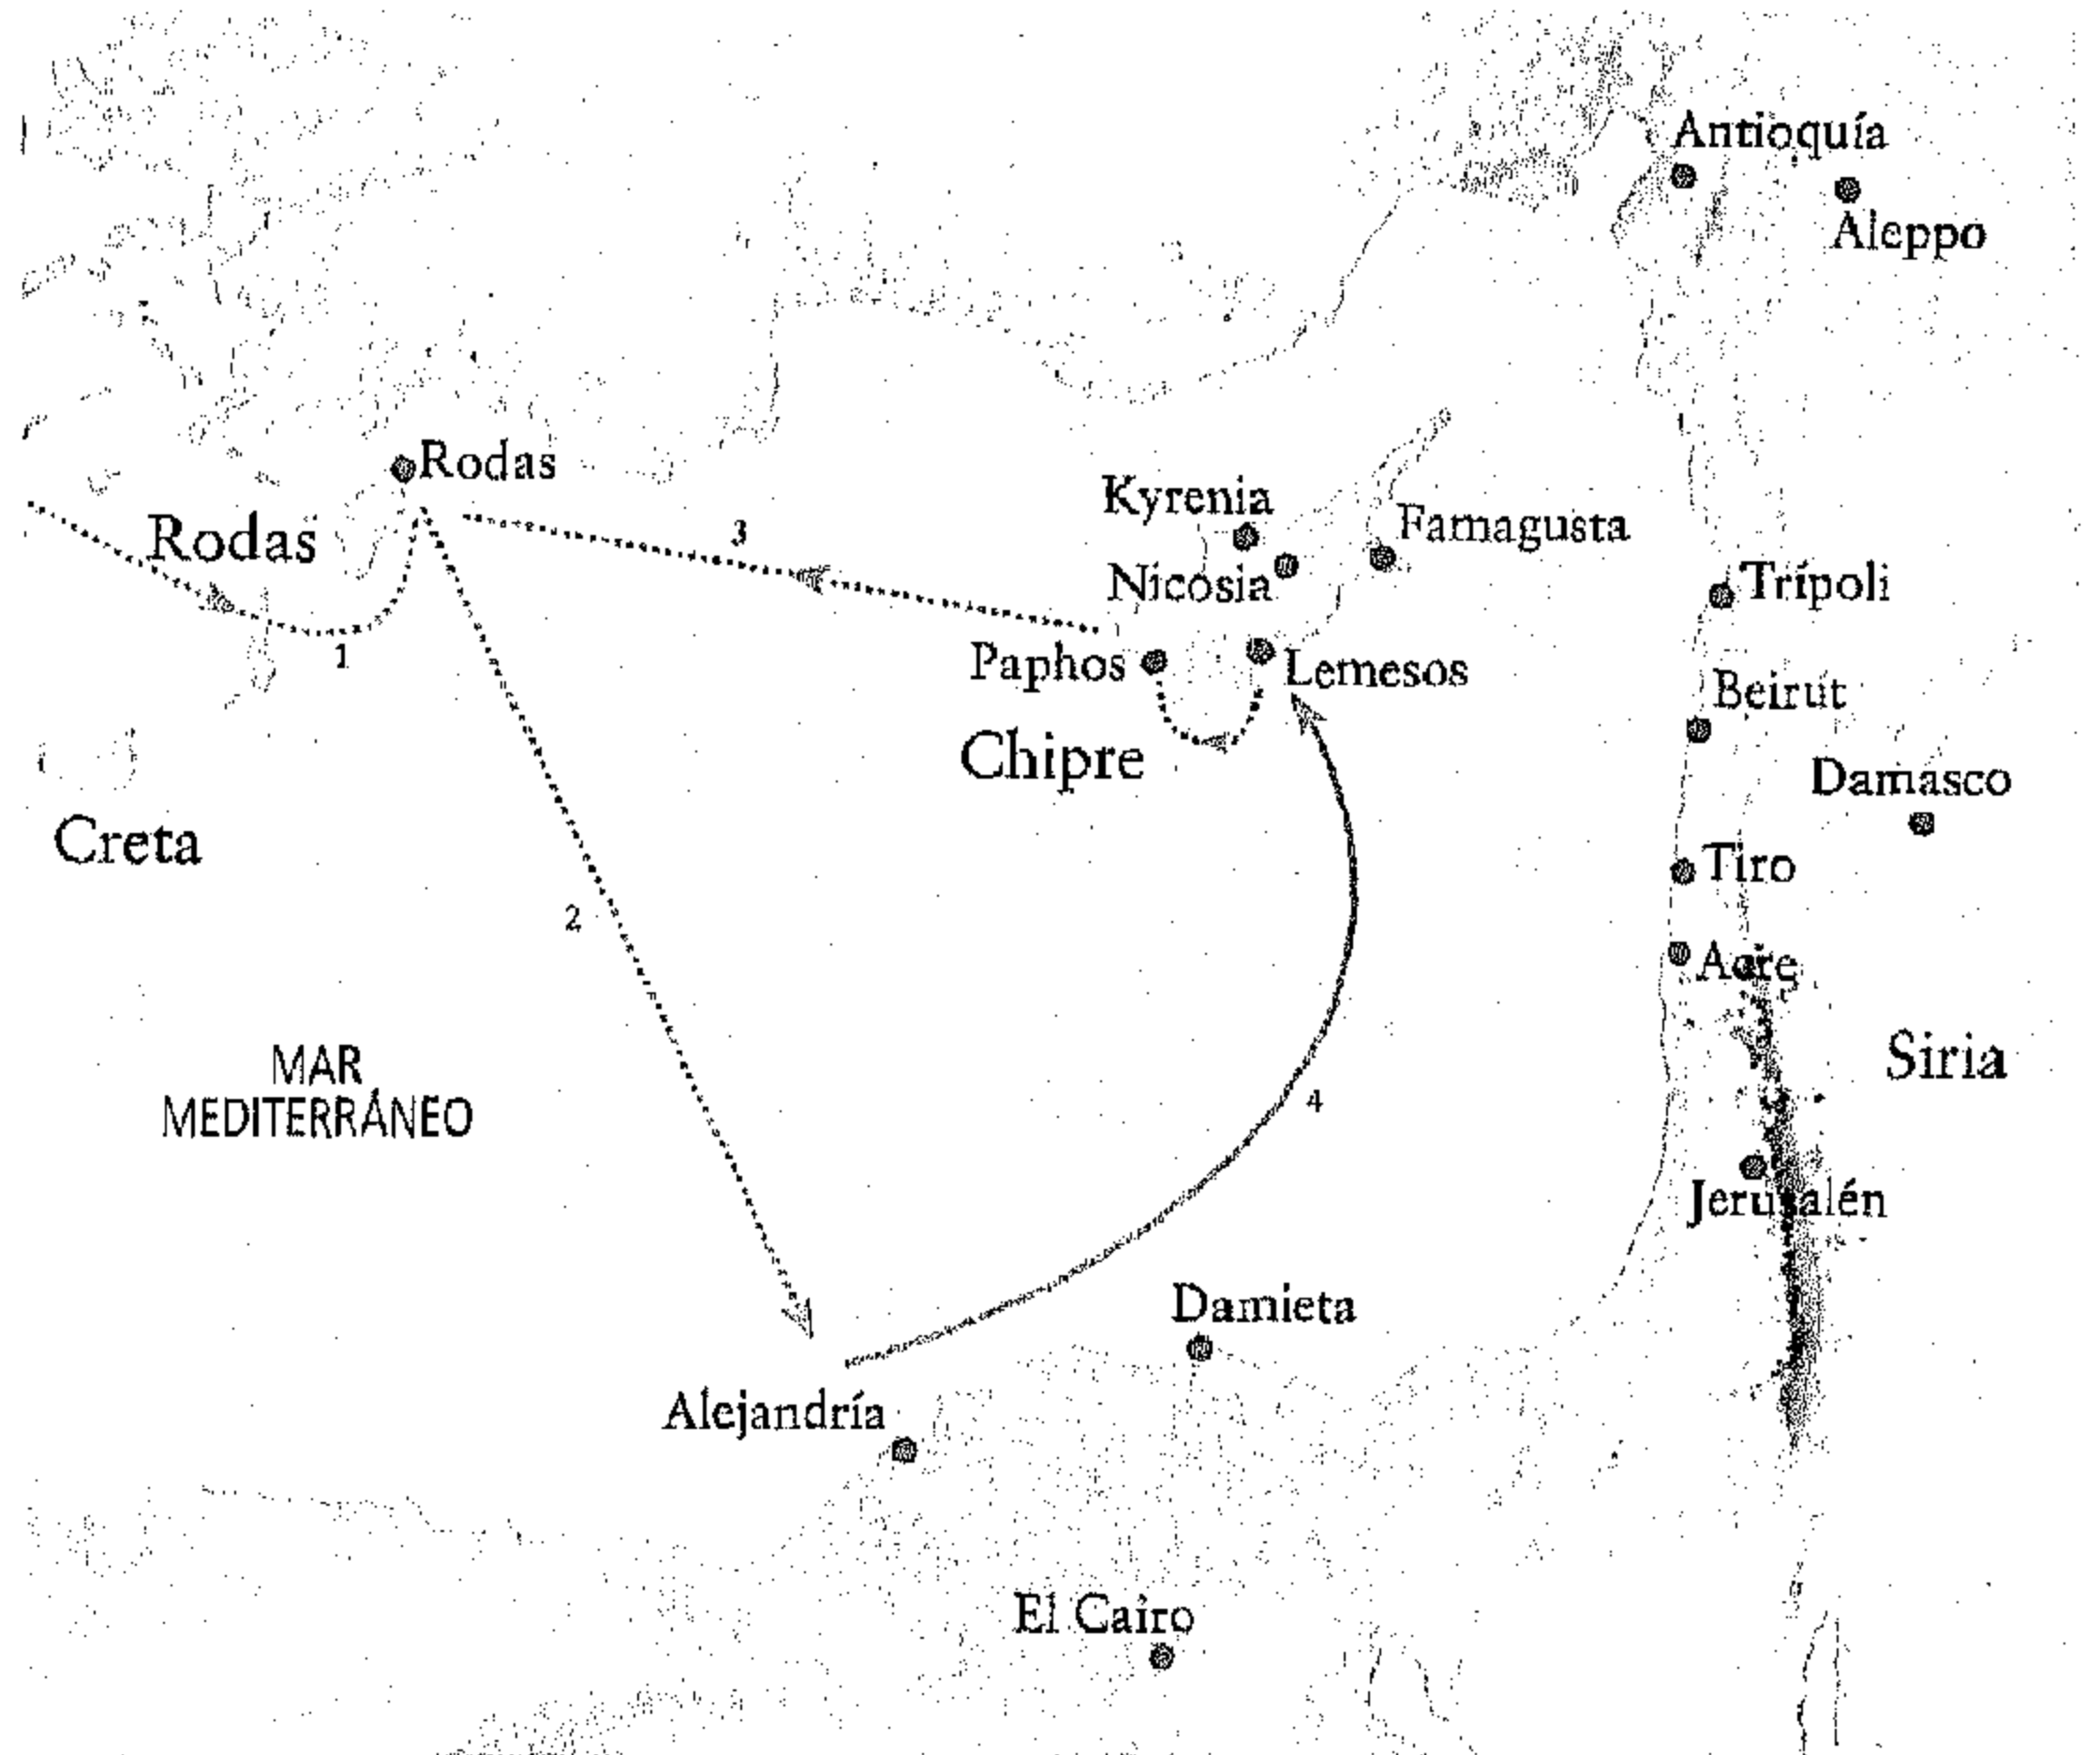 Antioquía
Aleppo
Rodas
Rodas
3
Kyrenia
Famagusta
Nicosia
Trípoli
1
Paphos
Lemesos
Beirut
Chipre
Damasco
Creta
Tiro
2
Acre
MAR
MEDITERRÁNEO
Siria
4
Jerusalén
Damieta
Alejandría
El Cairo